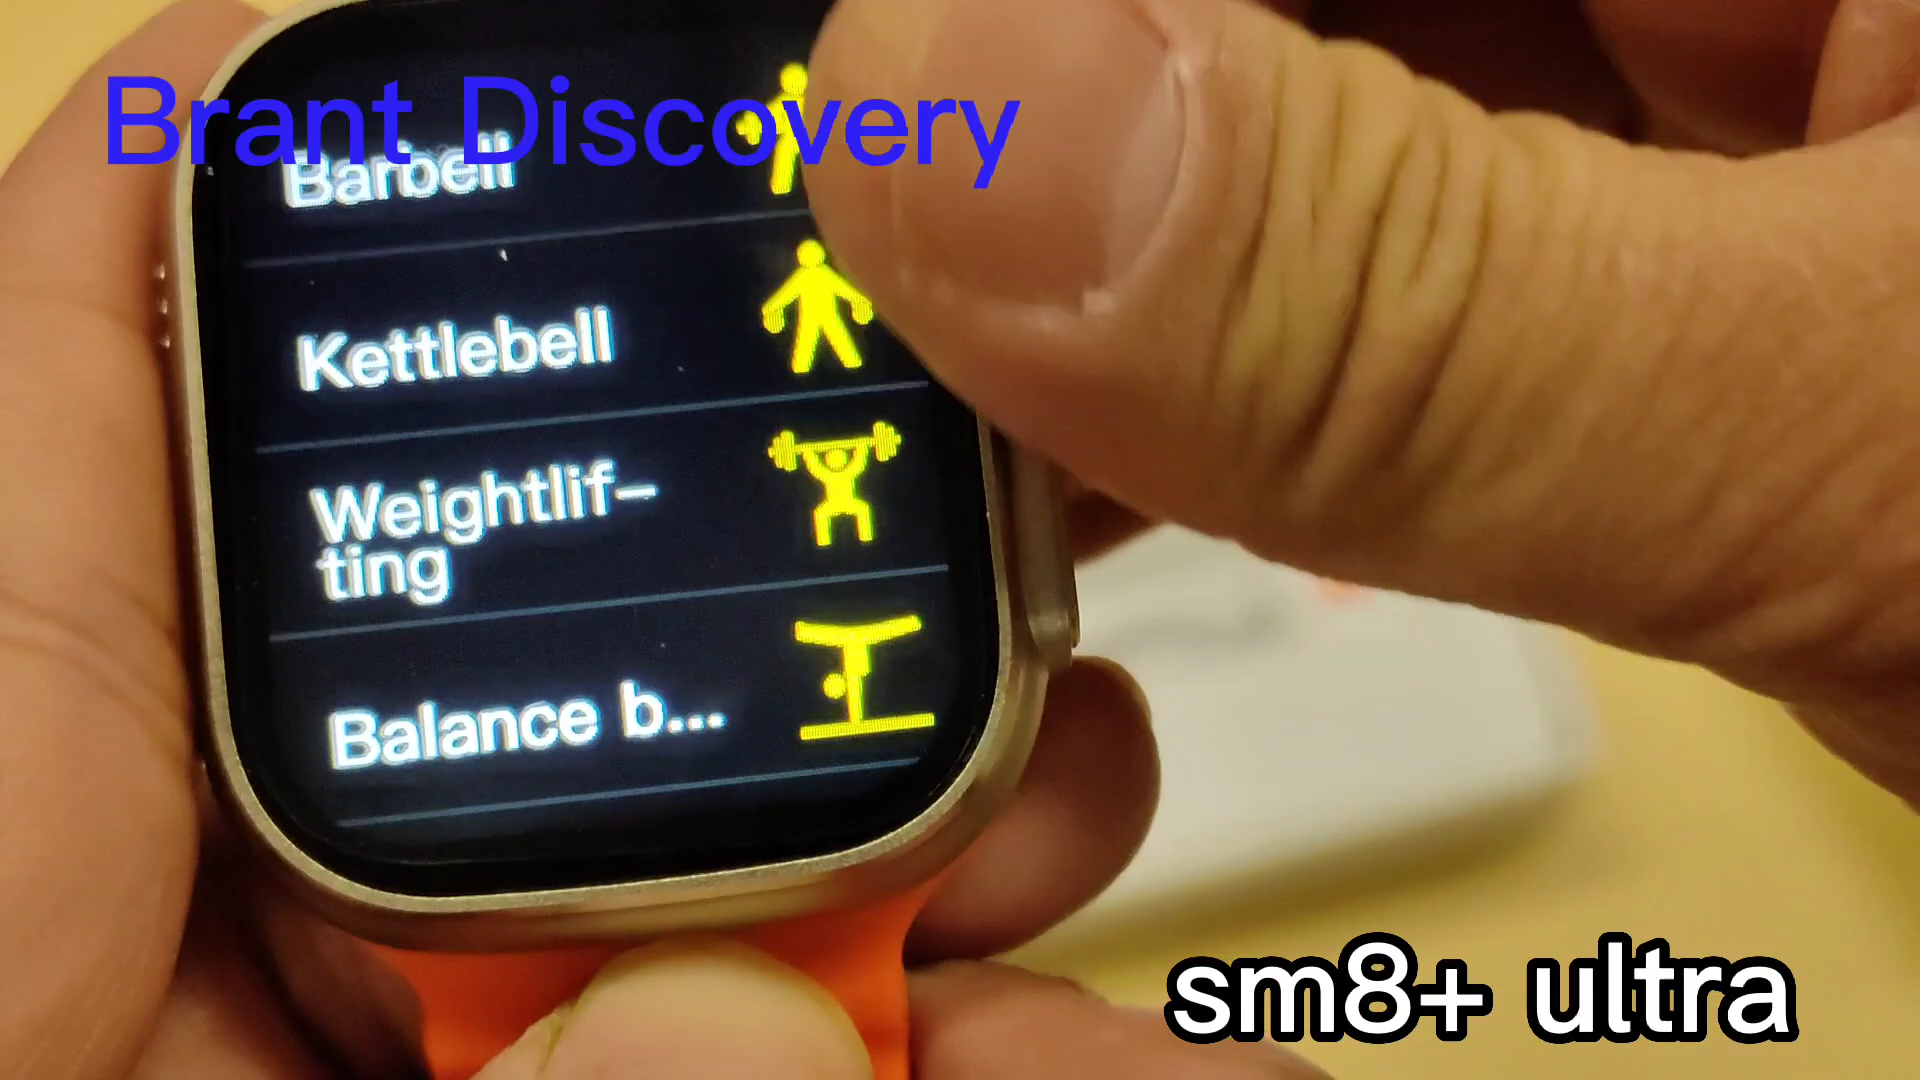 Brant Discovery
Barbell
Kettlebell
Weightlif-
ting
Balance b...
sm8+ ultra